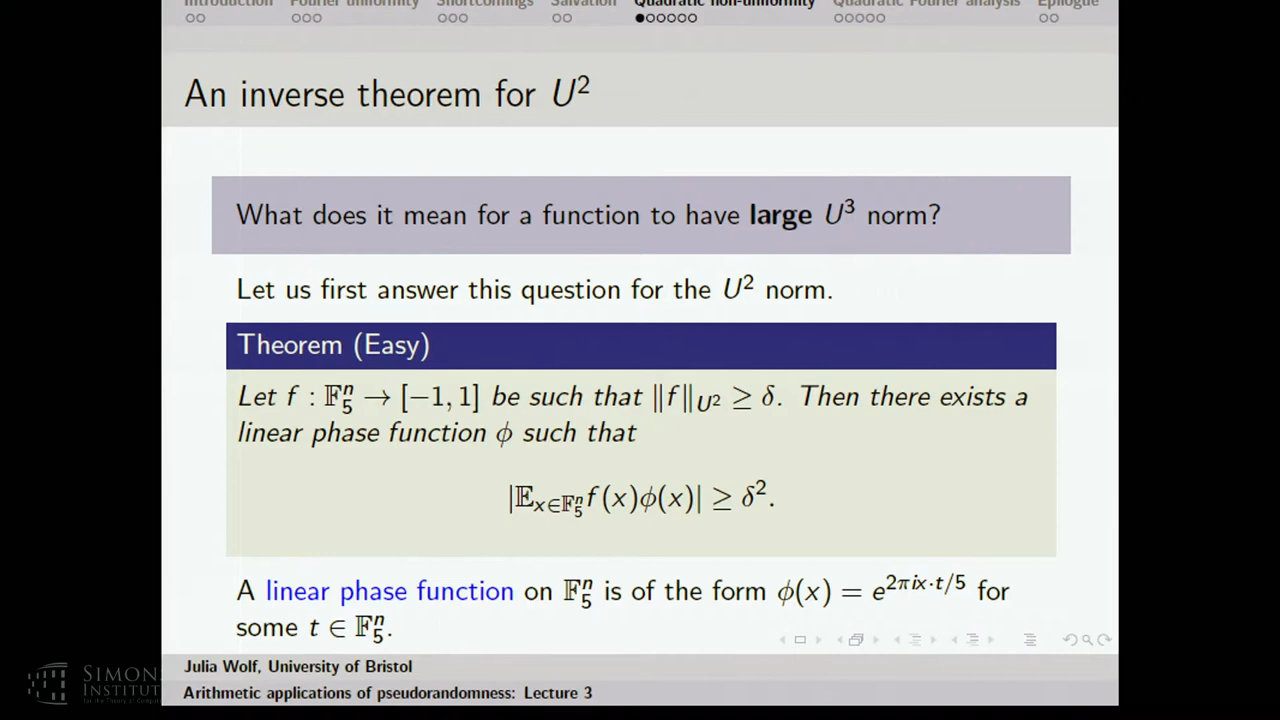 Introduction Fourier uniformity Shortcomings Salvation Quadratic non-uniformity Quadratic Fourier analysis Epilogue
An inverse theorem for U²
What does it mean for a function to have large U³ norm?
Let us first answer this question for the U² norm.
Theorem (Easy)
Let f : 𝔽₅ⁿ → [−1, 1] be such that ‖f‖_{U²} ≥ δ. Then there exists a
linear phase function ϕ such that
|𝔼_{x∈𝔽₅ⁿ} f(x)ϕ(x)| ≥ δ².
A linear phase function on 𝔽₅ⁿ is of the form ϕ(x) = e^{2πix·t/5} for
some t ∈ 𝔽₅ⁿ.
Julia Wolf, University of Bristol
Arithmetic applications of pseudorandomness: Lecture 3
SIMONS
INSTITUTE